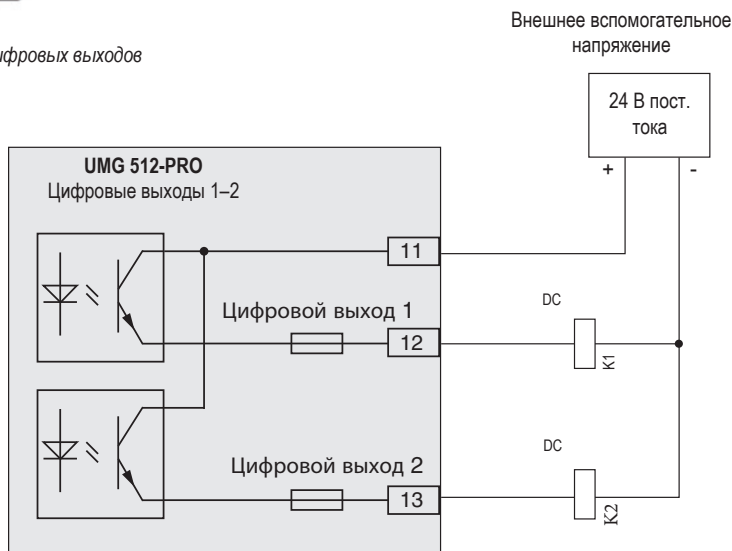 Внешнее вспомогательное
напряжение
24 В пост.
тока
+ -
UMG 512-PRO
Цифровые выходы 1–2
11
Цифровой выход 1
12
DC
K1
Цифровой выход 2
13
DC
K2
выходов